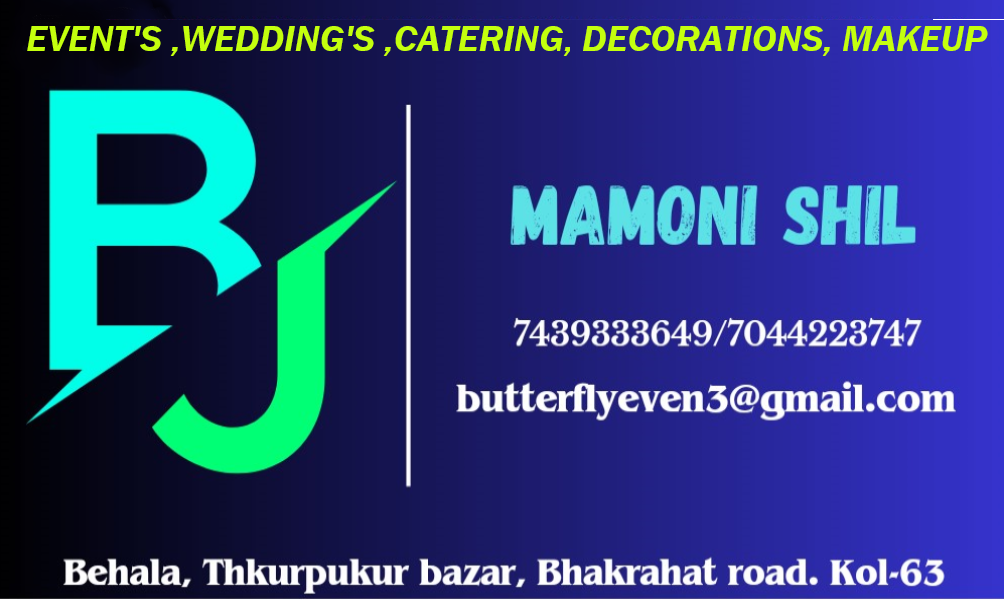 EVENT'S ,WEDDING'S ,CATERING, DECORATIONS, MAKEUP
BJ
MAMONI SHIL
7439333649/7044223747
butterflyeven3@gmail.com
Behala, Thkurpukur bazar, Bhakrahat road. Kol-63